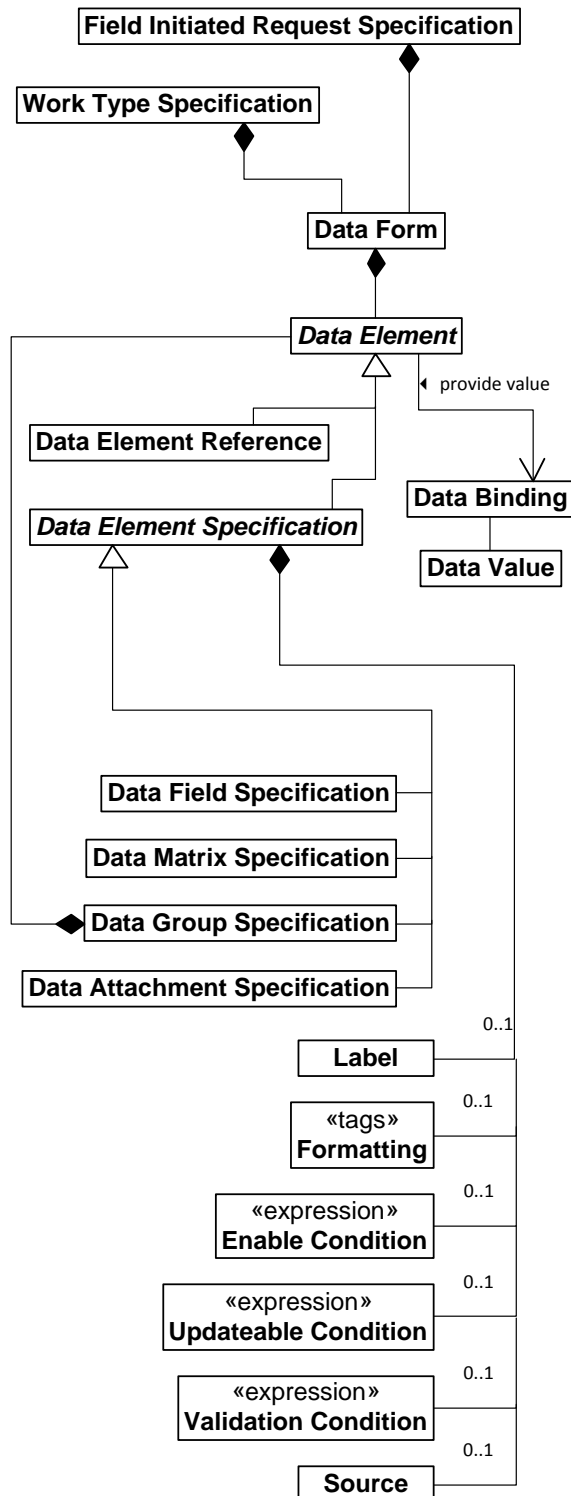 Field Initiated Request Specification
Work Type Specification
Data Form
Data Element
provide value
Data Element Reference
Data Binding
Data Element Specification
Data Value
Data Field Specification
Data Matrix Specification
Data Group Specification
Data Attachment Specification
0..1
Label
0..1
«tags»
Formatting
0..1
«expression»
Enable Condition
0..1
«expression»
Updateable Condition
0..1
«expression»
Validation Condition
0..1
Source